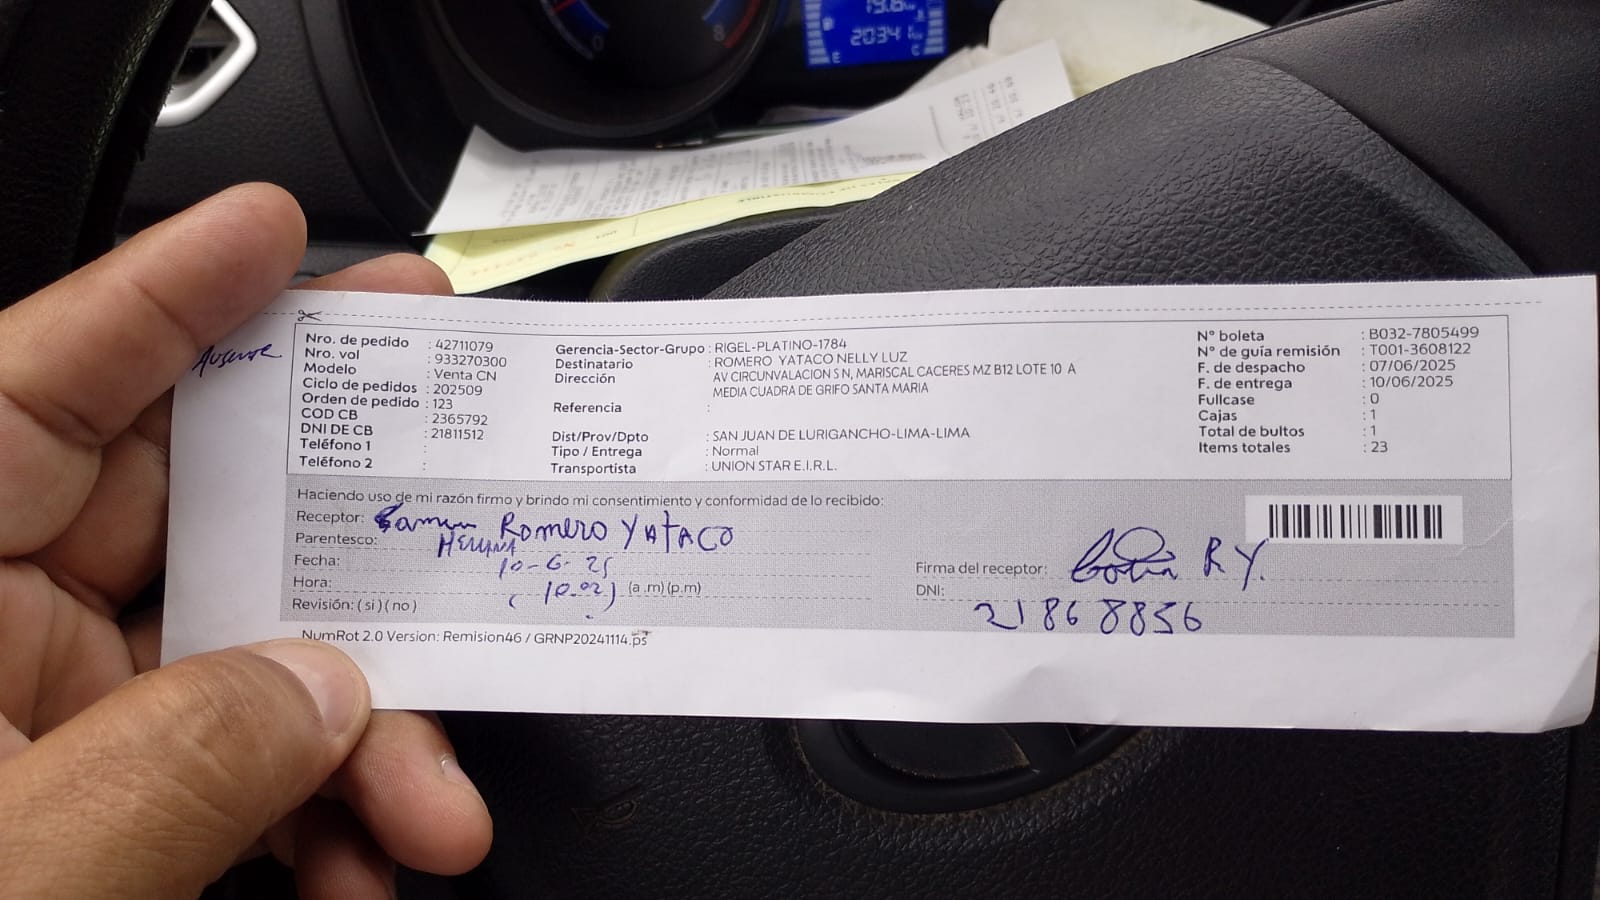 2034
Ausente
Nro. de pedido : 42711079
Nro. vol : 933270300
Modelo : Venta CN
Ciclo de pedidos : 202509
Orden de pedido : 123
COD CB : 2365792
DNI DE CB : 21811512
Teléfono 1 :
Teléfono 2 :
Gerencia-Sector-Grupo : RIGEL-PLATINO-1784
Destinatario : ROMERO YATACO NELLY LUZ
Dirección : AV CIRCUNVALACION S N, MARISCAL CACERES MZ B12 LOTE 10 A
MEDIA CUADRA DE GRIFO SANTA MARIA
Referencia :
Dist/Prov/Dpto : SAN JUAN DE LURIGANCHO-LIMA-LIMA
Tipo / Entrega : Normal
Transportista : UNION STAR E.I.R.L.
N° boleta : B032-7805499
N° de guía remisión : T001-3608122
F. de despacho : 07/06/2025
F. de entrega : 10/06/2025
Fullcase : 0
Cajas : 1
Total de bultos : 1
Items totales : 23
Haciendo uso de mi razón firmo y brindo mi consentimiento y conformidad de lo recibido:
Receptor: Romero YATACO
Parentesco: HERMANA
Fecha: 10-6-25
Hora: (10.02) (a.m)(p.m)
Revisión: (si)(no)
Firma del receptor: R Y.
DNI: 21868856
NumRot 2.0 Version: Remision46 / GRNP20241114.ps